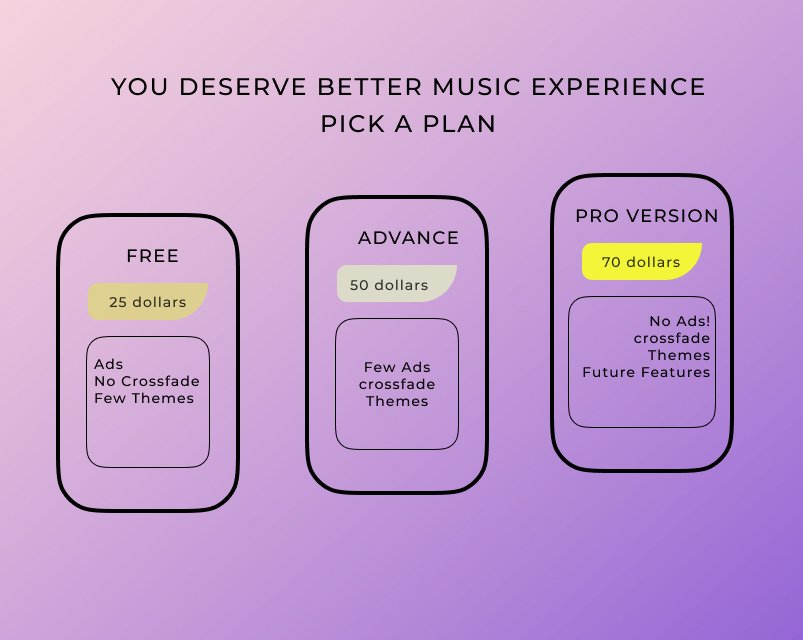 YOU DESERVE BETTER MUSIC EXPERIENCE
PICK A PLAN
FREE
25 dollars
Ads
No Crossfade
Few Themes
ADVANCE
50 dollars
Few Ads
crossfade
Themes
PRO VERSION
70 dollars
No Ads!
crossfade
Themes
Future Features